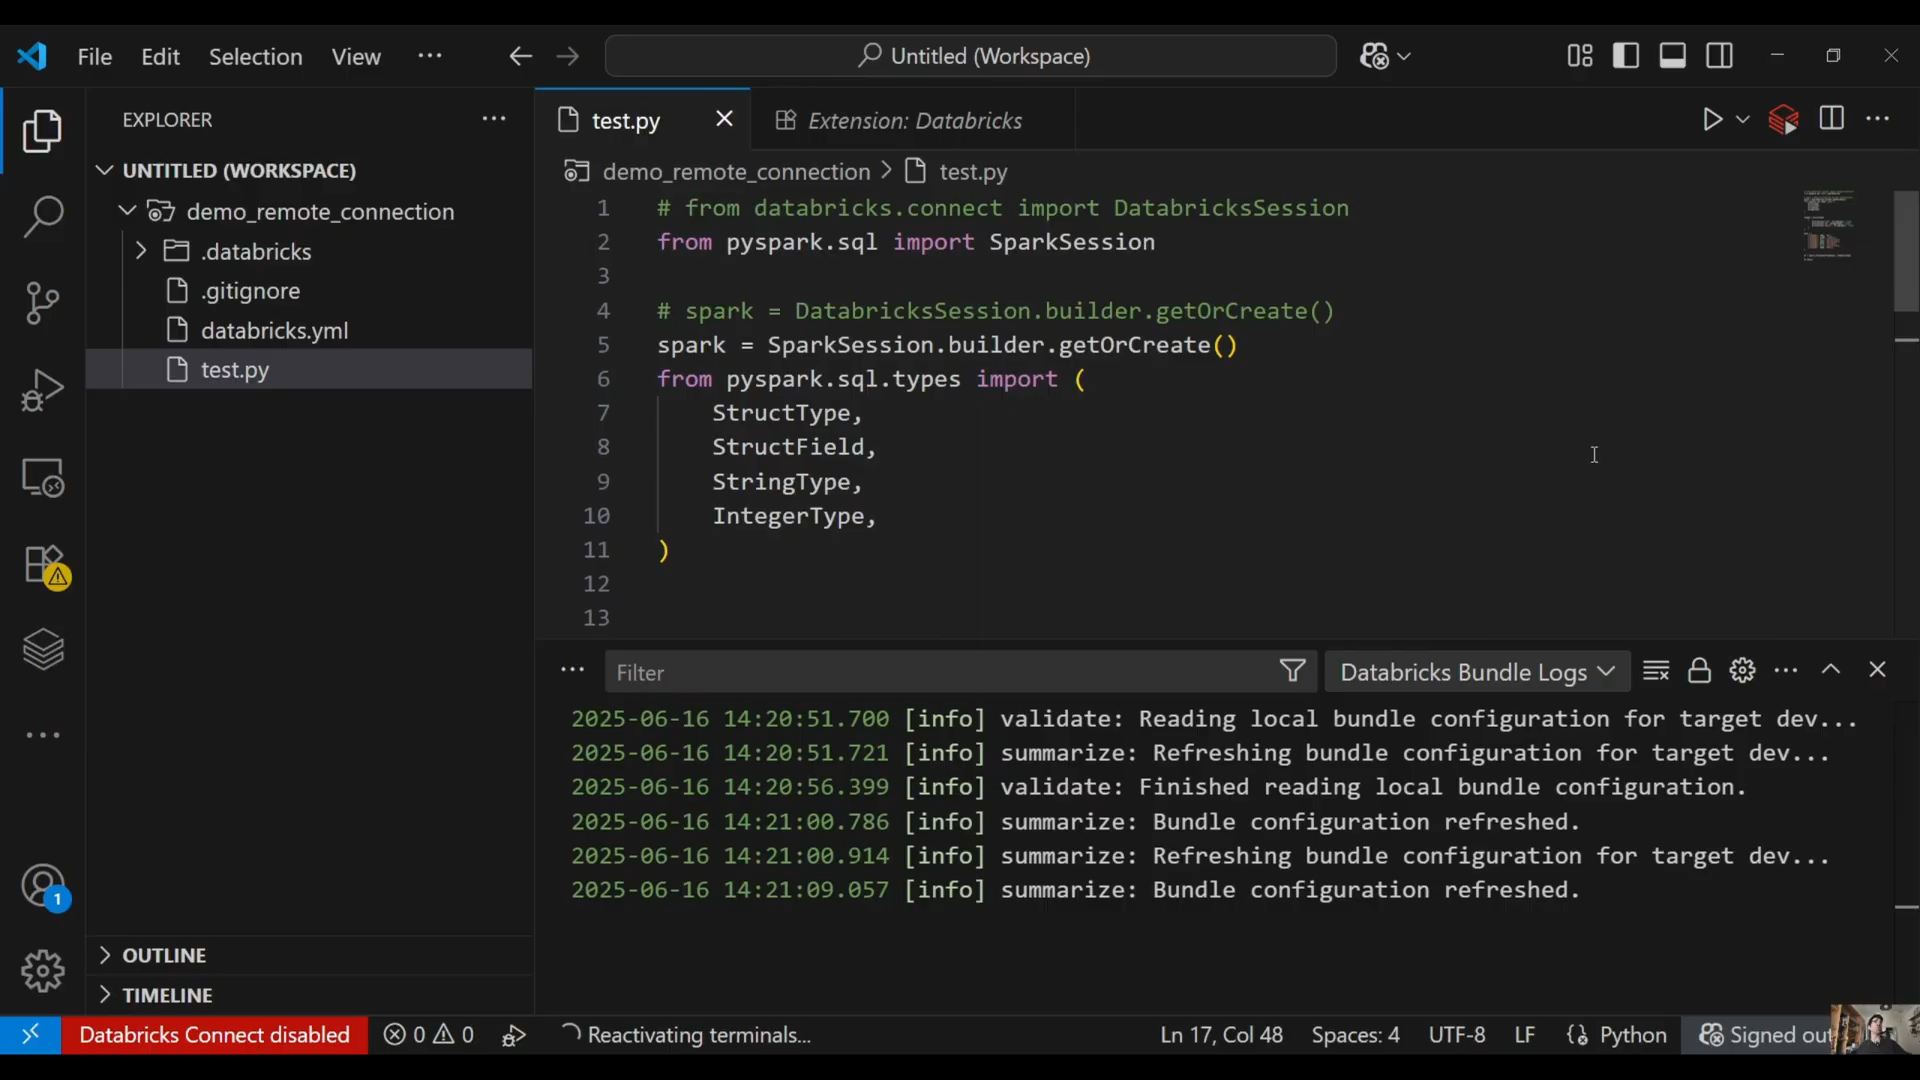 File Edit Selection View ··· Untitled (Workspace)
EXPLORER ···
UNTITLED (WORKSPACE)
demo_remote_connection
.databricks
.gitignore
databricks.yml
test.py
OUTLINE
TIMELINE
test.py Extension: Databricks
demo_remote_connection > test.py
1 # from databricks.connect import DatabricksSession
2 from pyspark.sql import SparkSession
3
4 # spark = DatabricksSession.builder.getOrCreate()
5 spark = SparkSession.builder.getOrCreate()
6 from pyspark.sql.types import (
7 StructType,
8 StructField,
9 StringType,
10 IntegerType,
11 )
12
13
Filter Databricks Bundle Logs
2025-06-16 14:20:51.700 [info] validate: Reading local bundle configuration for target dev...
2025-06-16 14:20:51.721 [info] summarize: Refreshing bundle configuration for target dev...
2025-06-16 14:20:56.399 [info] validate: Finished reading local bundle configuration.
2025-06-16 14:21:00.786 [info] summarize: Bundle configuration refreshed.
2025-06-16 14:21:00.914 [info] summarize: Refreshing bundle configuration for target dev...
2025-06-16 14:21:09.057 [info] summarize: Bundle configuration refreshed.
1
Databricks Connect disabled 0 0 Reactivating terminals... Ln 17, Col 48 Spaces: 4 UTF-8 LF Python Signed out